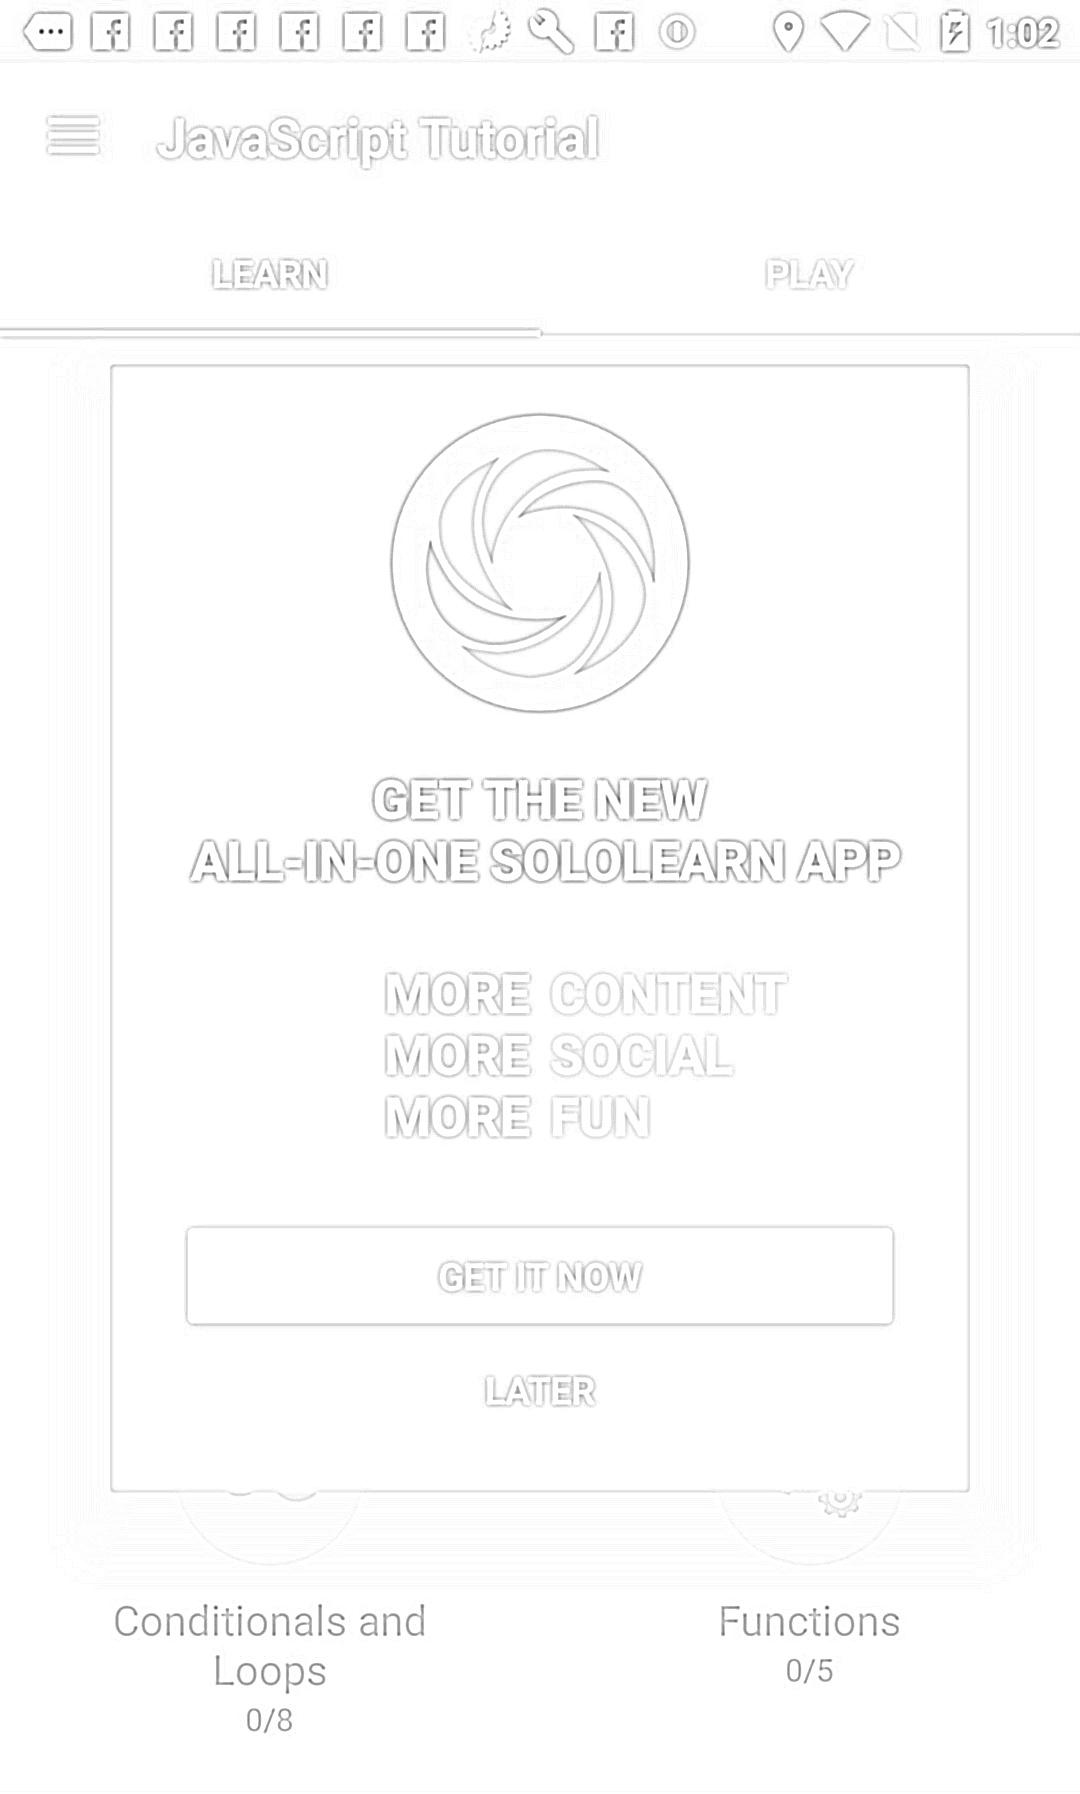 1:02
JavaScript Tutorial
LEARN
PLAY
GET THE NEW
ALL-IN-ONE SOLOLEARN APP
MORE CONTENT
MORE SOCIAL
MORE FUN
GET IT NOW
LATER
Conditionals and
Loops
0/8
Functions
0/5